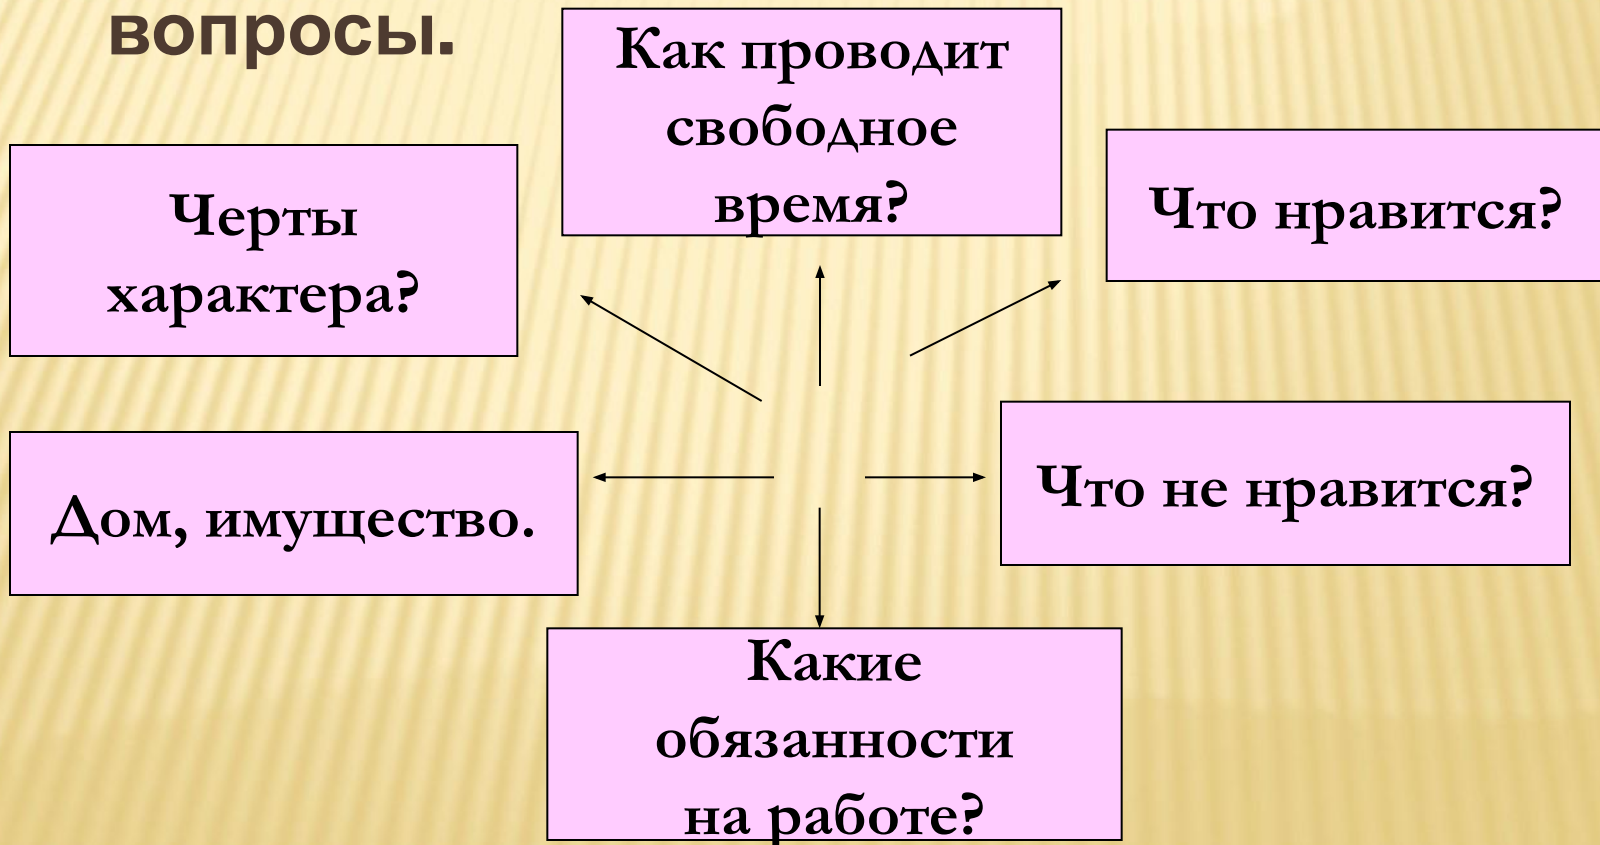 вопросы.
Как проводит
свободное
время?
Черты
характера?
Что нравится?
Дом, имущество.
Что не нравится?
Какие
обязанности
на работе?